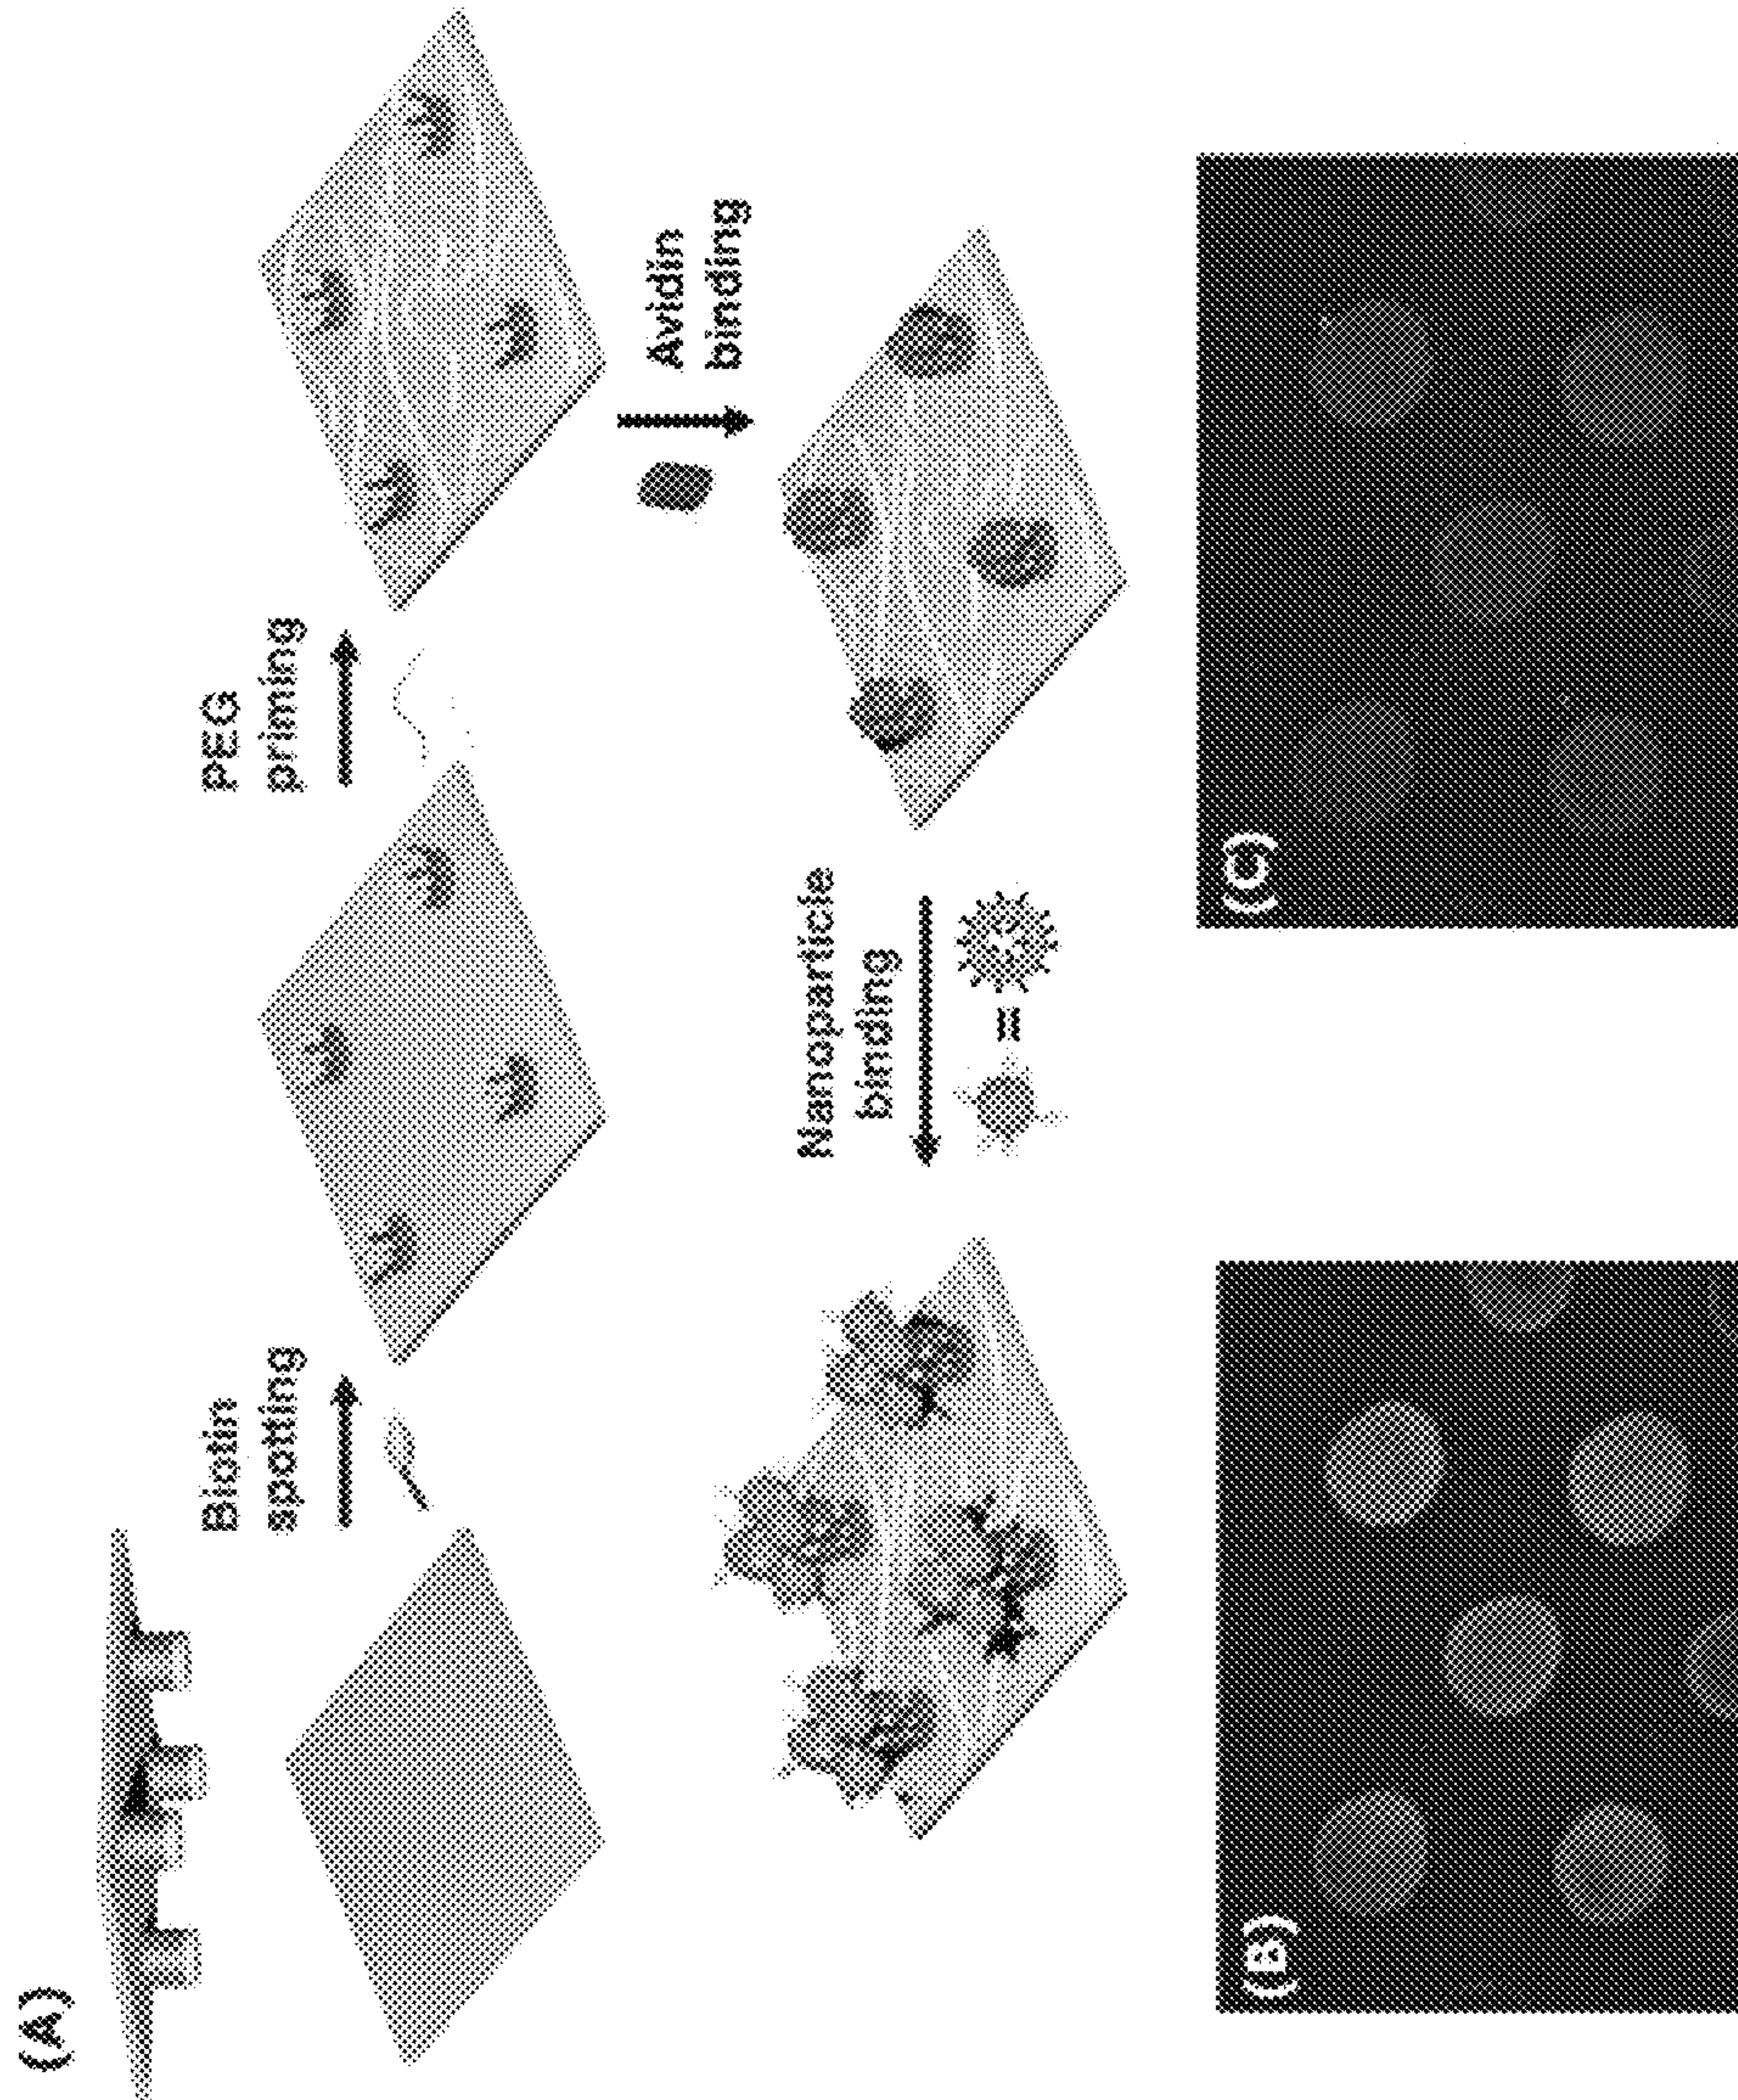 (A)
Biotin
spotting
PEG
priming
Avidin
binding
Nanoparticle
binding
=
(B)
(C)